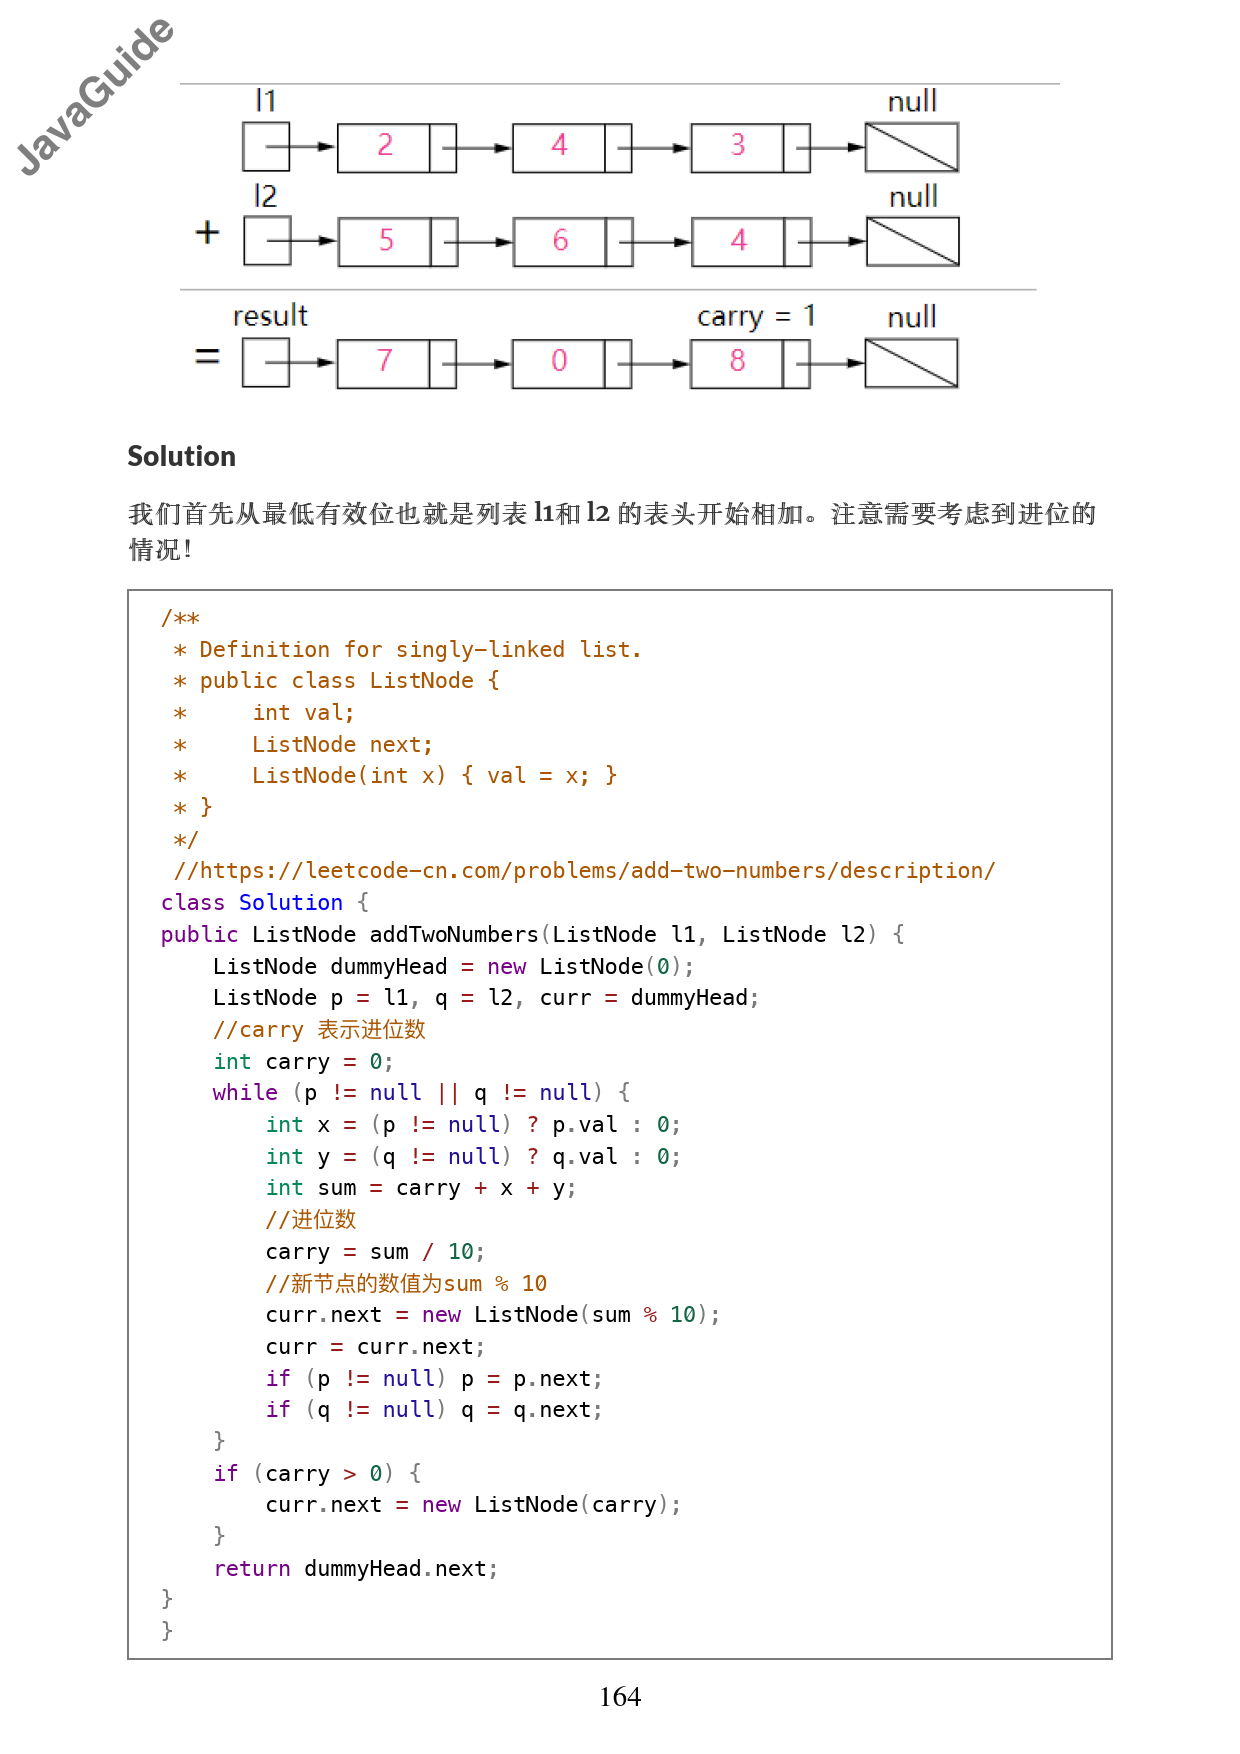 JavaGuide
l1 null
2 4 3
l2 null
+ 5 6 4
result carry = 1 null
= 7 0 8
Solution
我们首先从最低有效位也就是列表 l1和 l2 的表头开始相加。注意需要考虑到进位的
情况！
/**
 * Definition for singly-linked list.
 * public class ListNode {
 *     int val;
 *     ListNode next;
 *     ListNode(int x) { val = x; }
 * }
 */
 //https://leetcode-cn.com/problems/add-two-numbers/description/
class Solution {
public ListNode addTwoNumbers(ListNode l1, ListNode l2) {
    ListNode dummyHead = new ListNode(0);
    ListNode p = l1, q = l2, curr = dummyHead;
    //carry 表示进位数
    int carry = 0;
    while (p != null || q != null) {
        int x = (p != null) ? p.val : 0;
        int y = (q != null) ? q.val : 0;
        int sum = carry + x + y;
        //进位数
        carry = sum / 10;
        //新节点的数值为sum % 10
        curr.next = new ListNode(sum % 10);
        curr = curr.next;
        if (p != null) p = p.next;
        if (q != null) q = q.next;
    }
    if (carry > 0) {
        curr.next = new ListNode(carry);
    }
    return dummyHead.next;
}
}
164